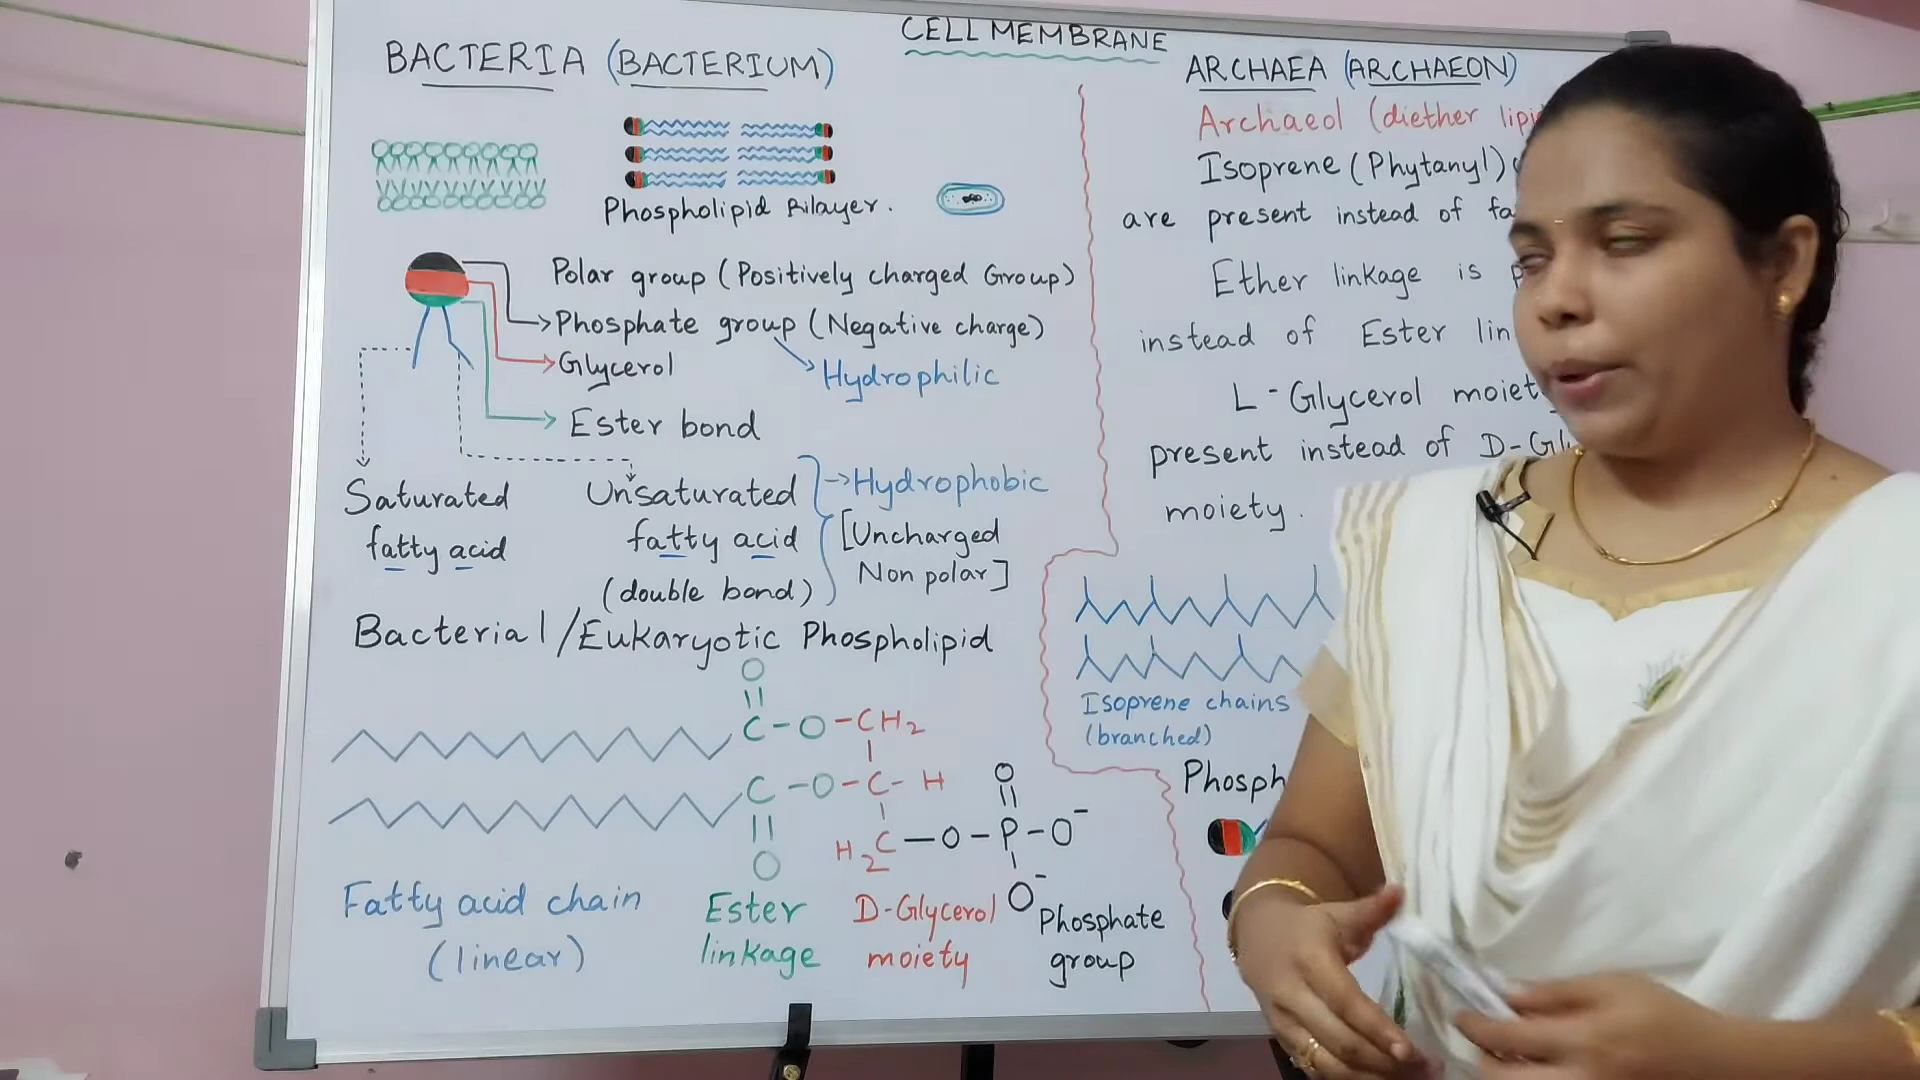 CELL MEMBRANE
BACTERIA (BACTERIUM)
Phospholipid Bilayer.
Polar group (Positively charged Group)
Phosphate group (Negative charge)
Hydrophilic
Glycerol
Ester bond
Saturated
fatty acid
Unsaturated
fatty acid
(double bond)
Hydrophobic
[Uncharged
Non polar]
Bacterial/Eukaryotic Phospholipid
O
C-O-CH2
C-O-C-H
O
H2C-O-P-O-
O
O-
Fatty acid chain
(linear)
Ester
linkage
D-Glycerol
moiety
Phosphate
group
ARCHAEA (ARCHAEON)
Archaeol (diether
Isoprene (Phytanyl)
are present instead of
Ether linkage is
instead of Ester
L-Glycerol
present instead of
moiety.
Isoprene chains
(branched)